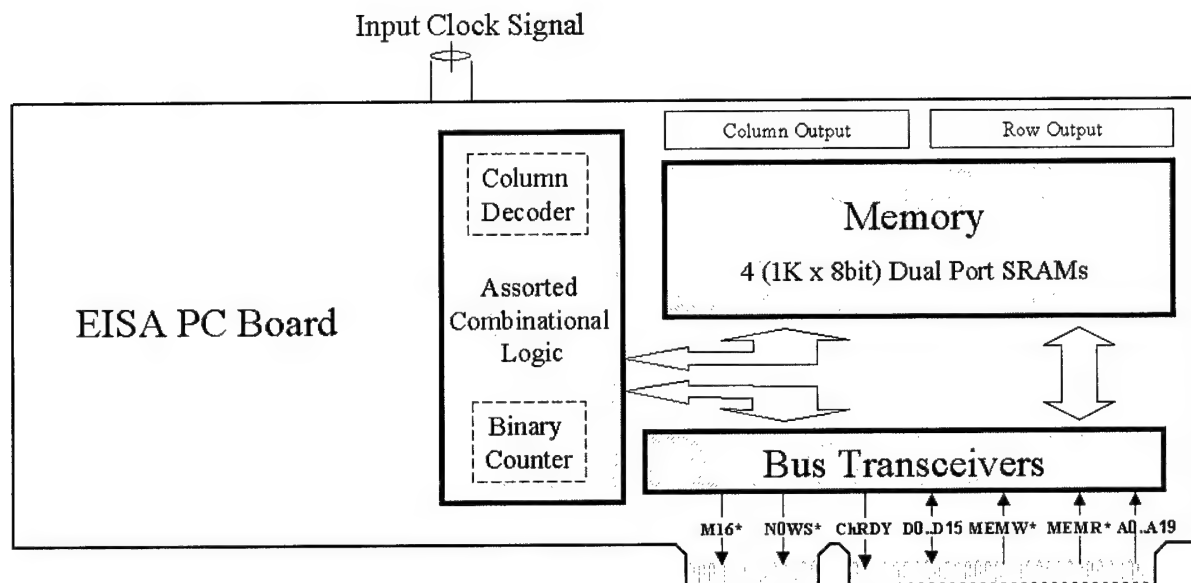 Input Clock Signal
Column Output
Row Output
Column
Decoder
Memory
4 (1K x 8bit) Dual Port SRAMs
Assorted
Combinational
Logic
EISA PC Board
Binary
Counter
Bus Transceivers
M16* N0WS* ChRDY D0..D15 MEMW* MEMR* A0..A19